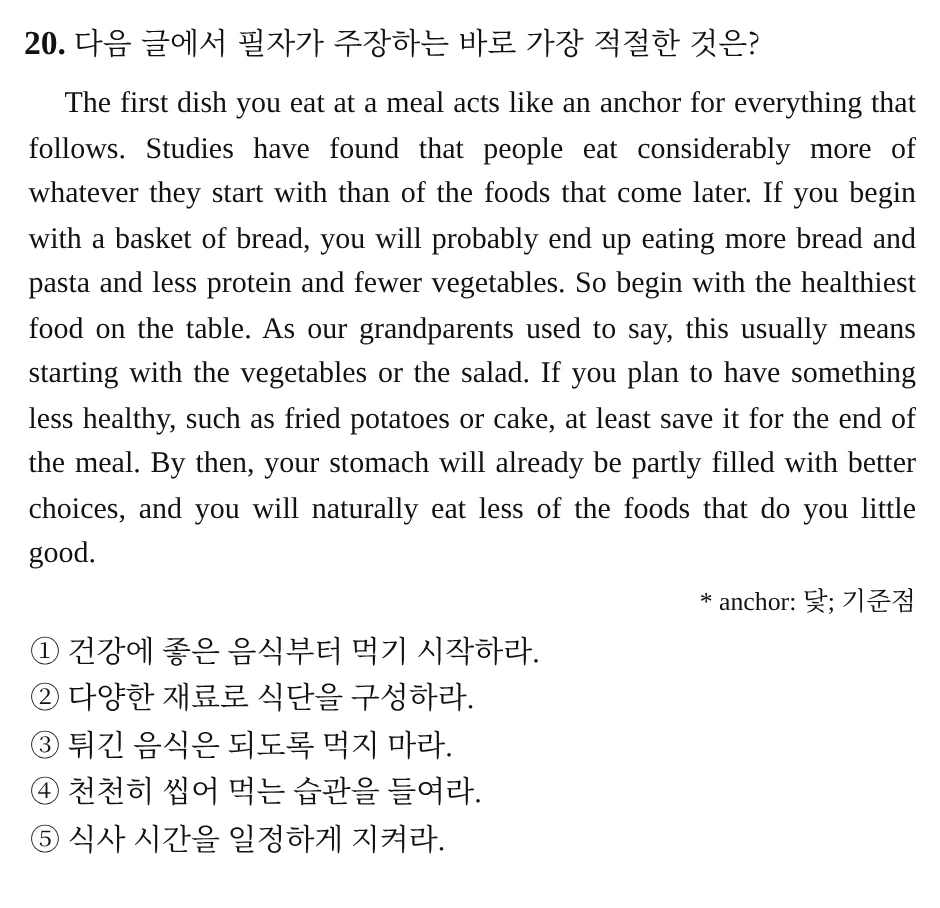 20. 다음 글에서 필자가 주장하는 바로 가장 적절한 것은?
The first dish you eat at a meal acts like an anchor for everything that
follows. Studies have found that people eat considerably more of
whatever they start with than of the foods that come later. If you begin
with a basket of bread, you will probably end up eating more bread and
pasta and less protein and fewer vegetables. So begin with the healthiest
food on the table. As our grandparents used to say, this usually means
starting with the vegetables or the salad. If you plan to have something
less healthy, such as fried potatoes or cake, at least save it for the end of
the meal. By then, your stomach will already be partly filled with better
choices, and you will naturally eat less of the foods that do you little
good.
* anchor: 닻; 기준점
① 건강에 좋은 음식부터 먹기 시작하라.
② 다양한 재료로 식단을 구성하라.
③ 튀긴 음식은 되도록 먹지 마라.
④ 천천히 씹어 먹는 습관을 들여라.
⑤ 식사 시간을 일정하게 지켜라.